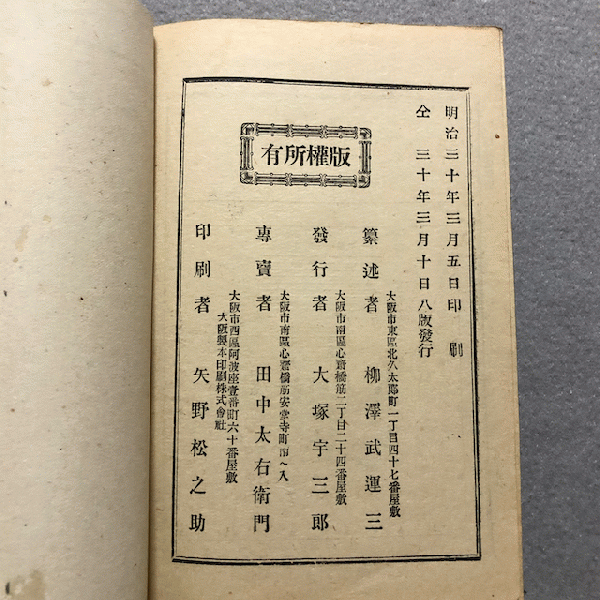 明治三十年三月五日印刷
仝三十年三月十日八版發行
版權所有
大阪市東區北久太郎町一丁目四十七番屋敷
纂述者 柳澤武運三
大阪市南區心齋橋筋二丁目二十四番屋敷
發行者 大塚宇三郎
大阪市南區心齋橋筋安堂寺町南ヘ入
專賣者 田中太右衛門
大阪市西區阿波座壹番町六十番屋敷
大阪製本印刷株式會社
印刷者 矢野松之助